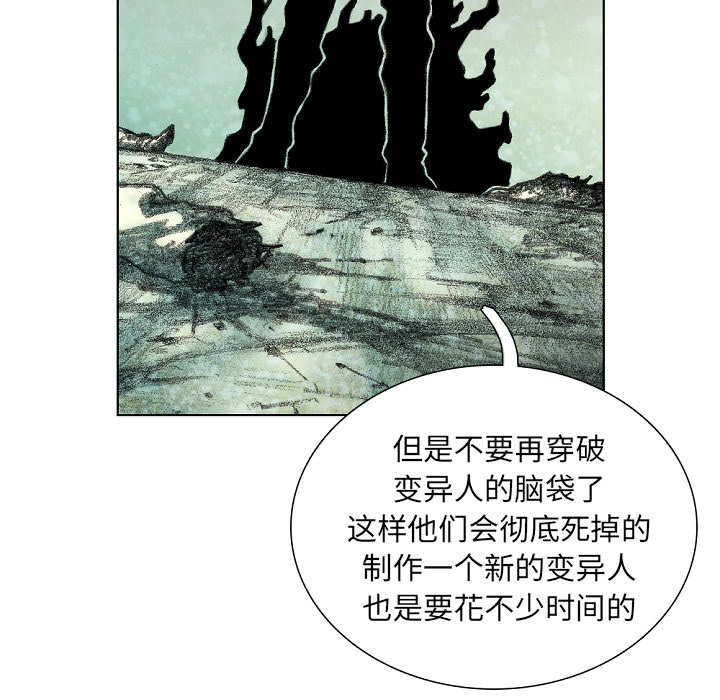 但是不要再穿破
变异人的脑袋了
这样他们会彻底死掉的
制作一个新的变异人
也是要花不少时间的